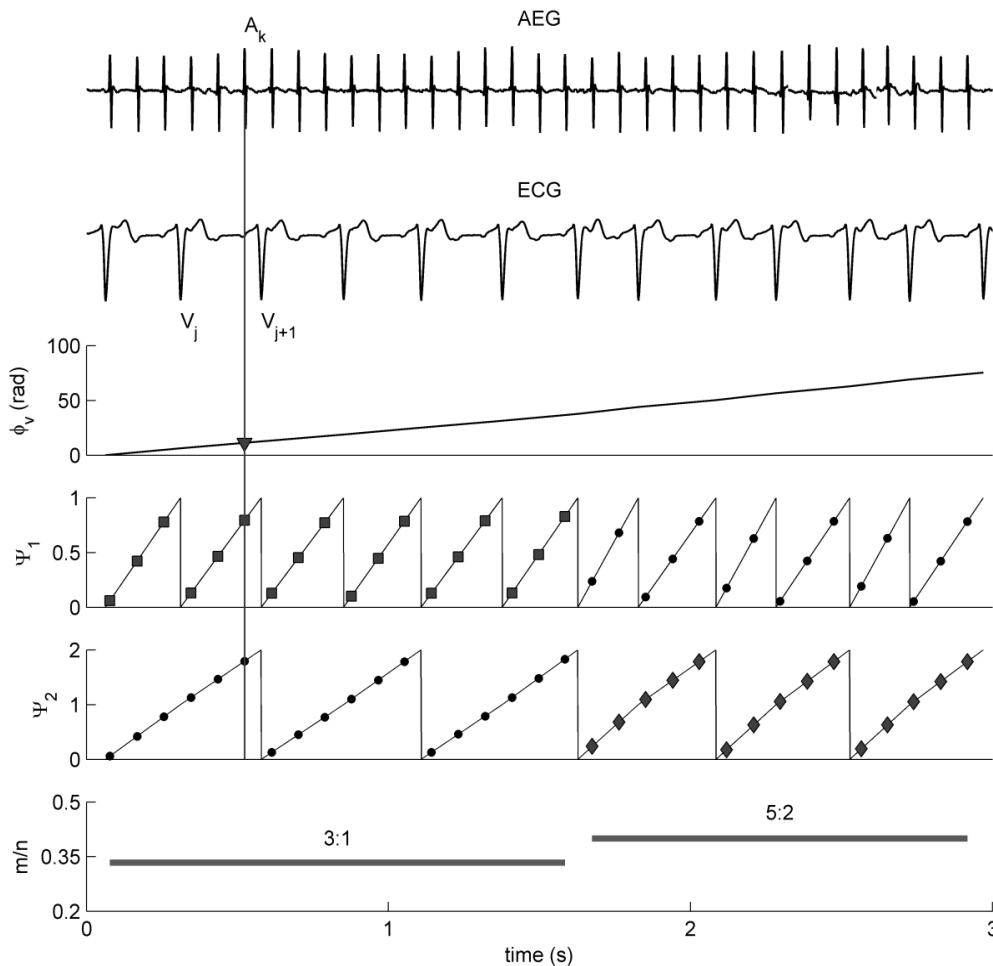 AEG
A_k
ECG
V_j V_{j+1}
100
50
0
ϕ_v (rad)
1
0.5
0
Ψ_1
2
1
0
Ψ_2
0.5
0.35
0.2
m/n
3:1
5:2
0 1 2 3
time (s)